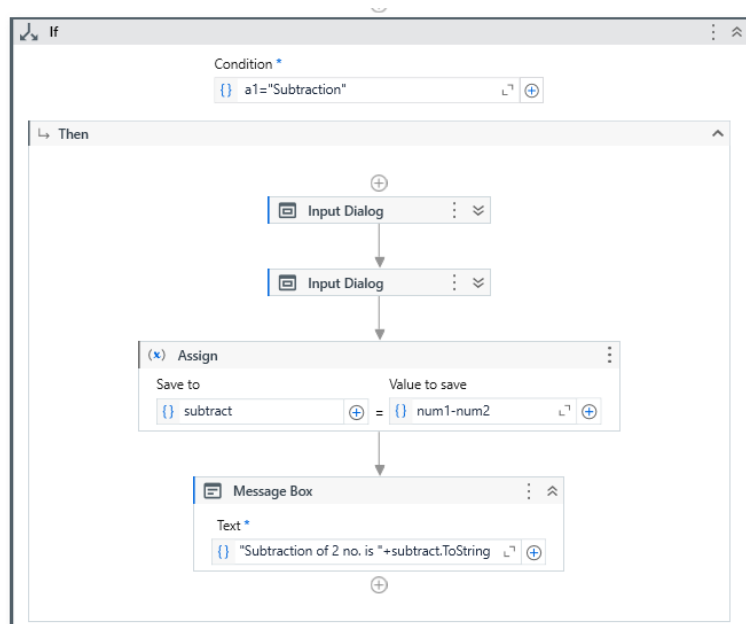 If
Condition *
{} a1="Subtraction"
Then
Input Dialog
Input Dialog
(x) Assign
Save to Value to save
{} subtract = {} num1-num2
Message Box
Text *
{} "Subtraction of 2 no. is "+subtract.ToString